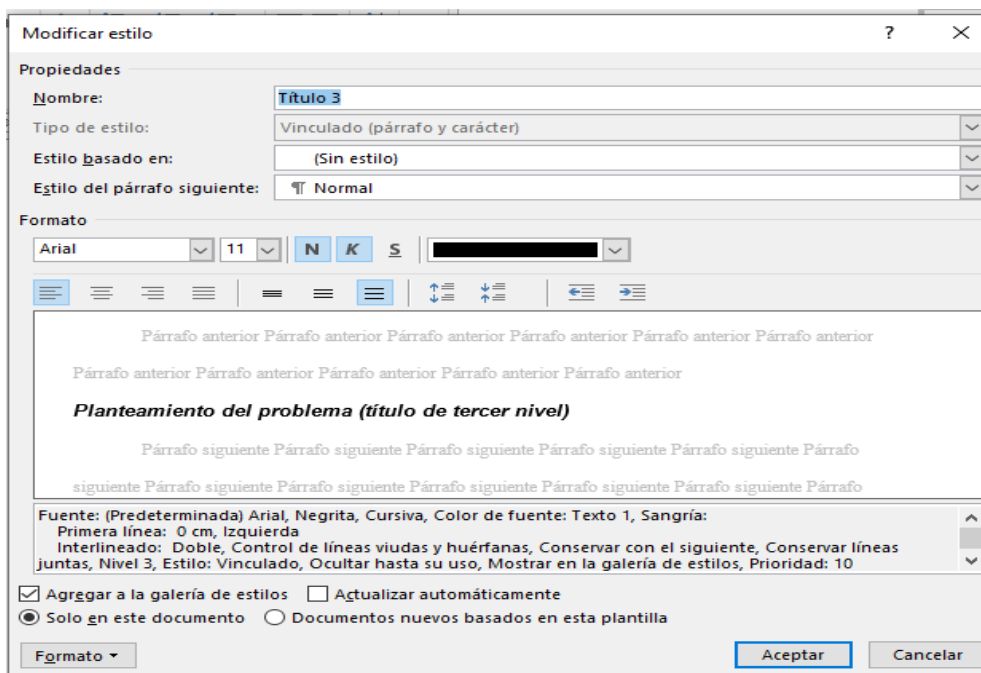 Modificar estilo ? ×
Propiedades
Nombre: Título 3
Tipo de estilo: Vinculado (párrafo y carácter)
Estilo basado en: (Sin estilo)
Estilo del párrafo siguiente: ¶ Normal
Formato
Arial 11 N K S
Párrafo anterior Párrafo anterior Párrafo anterior Párrafo anterior Párrafo anterior Párrafo anterior
Párrafo anterior Párrafo anterior Párrafo anterior Párrafo anterior Párrafo anterior
Planteamiento del problema (título de tercer nivel)
Párrafo siguiente Párrafo siguiente Párrafo siguiente Párrafo siguiente Párrafo siguiente Párrafo
siguiente Párrafo siguiente Párrafo siguiente Párrafo siguiente Párrafo siguiente Párrafo siguiente Párrafo
Fuente: (Predeterminada) Arial, Negrita, Cursiva, Color de fuente: Texto 1, Sangría:
Primera línea: 0 cm, Izquierda
Interlineado: Doble, Control de líneas viudas y huérfanas, Conservar con el siguiente, Conservar líneas
juntas, Nivel 3, Estilo: Vinculado, Ocultar hasta su uso, Mostrar en la galería de estilos, Prioridad: 10
Agregar a la galería de estilos Actualizar automáticamente
Solo en este documento Documentos nuevos basados en esta plantilla
Formato Aceptar Cancelar